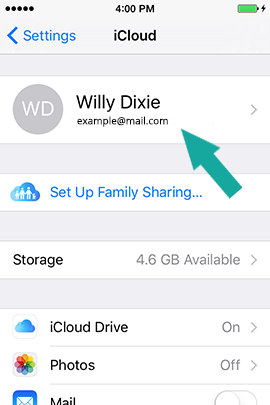 4:00 PM
Settings iCloud
WD
Willy Dixie
example@mail.com
Set Up Family Sharing...
Storage 4.6 GB Available
iCloud Drive On
Photos Off
Mail